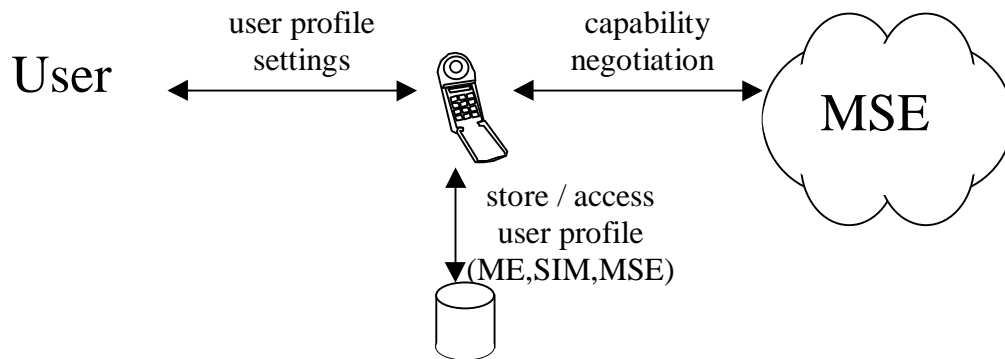 user profile
settings
capability
negotiation
User
MSE
store / access
user profile
(ME,SIM,MSE)